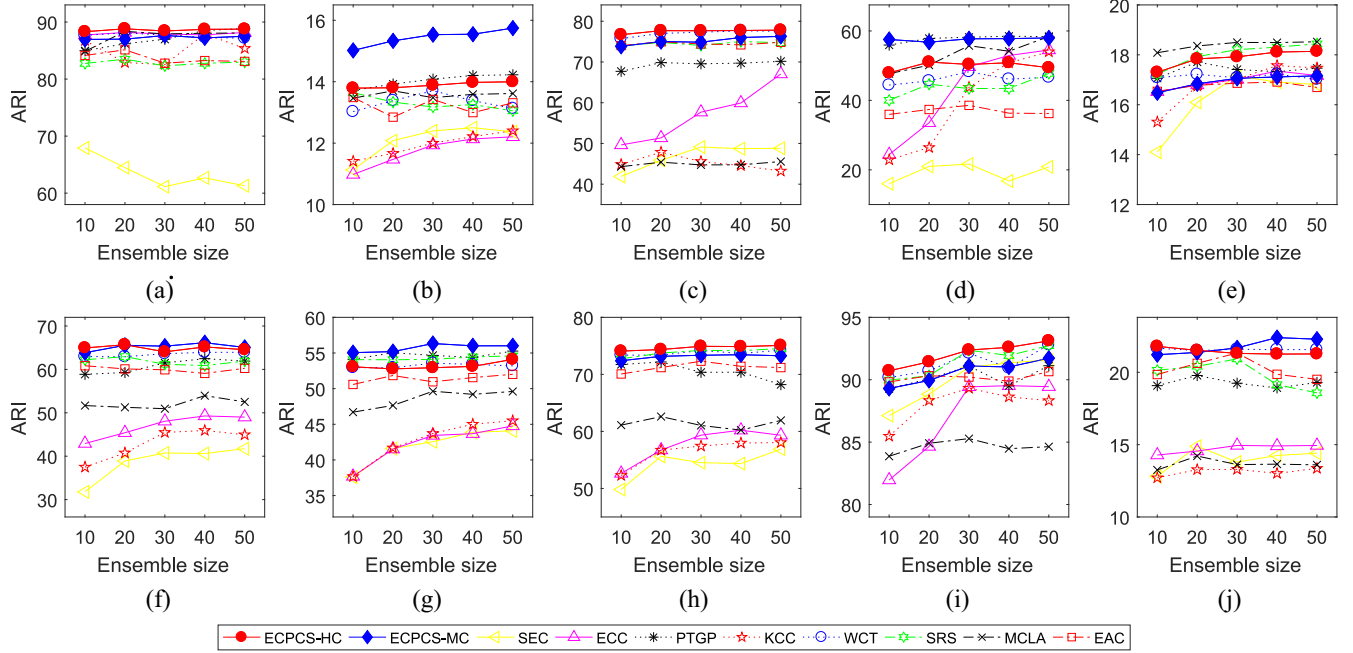 ARI
90
80
70
60
10 20 30 40 50
Ensemble size
(a)
ARI
16
14
12
10
10 20 30 40 50
Ensemble size
(b)
ARI
80
70
60
50
40
10 20 30 40 50
Ensemble size
(c)
ARI
60
40
20
10 20 30 40 50
Ensemble size
(d)
ARI
20
18
16
14
12
10 20 30 40 50
Ensemble size
(e)
ARI
70
60
50
40
30
10 20 30 40 50
Ensemble size
(f)
ARI
60
55
50
45
40
35
10 20 30 40 50
Ensemble size
(g)
ARI
80
70
60
50
10 20 30 40 50
Ensemble size
(h)
ARI
95
90
85
80
10 20 30 40 50
Ensemble size
(i)
ARI
20
15
10
10 20 30 40 50
Ensemble size
(j)
ECPCS-HC ECPCS-MC SEC ECC PTGP KCC WCT SRS MCLA EAC